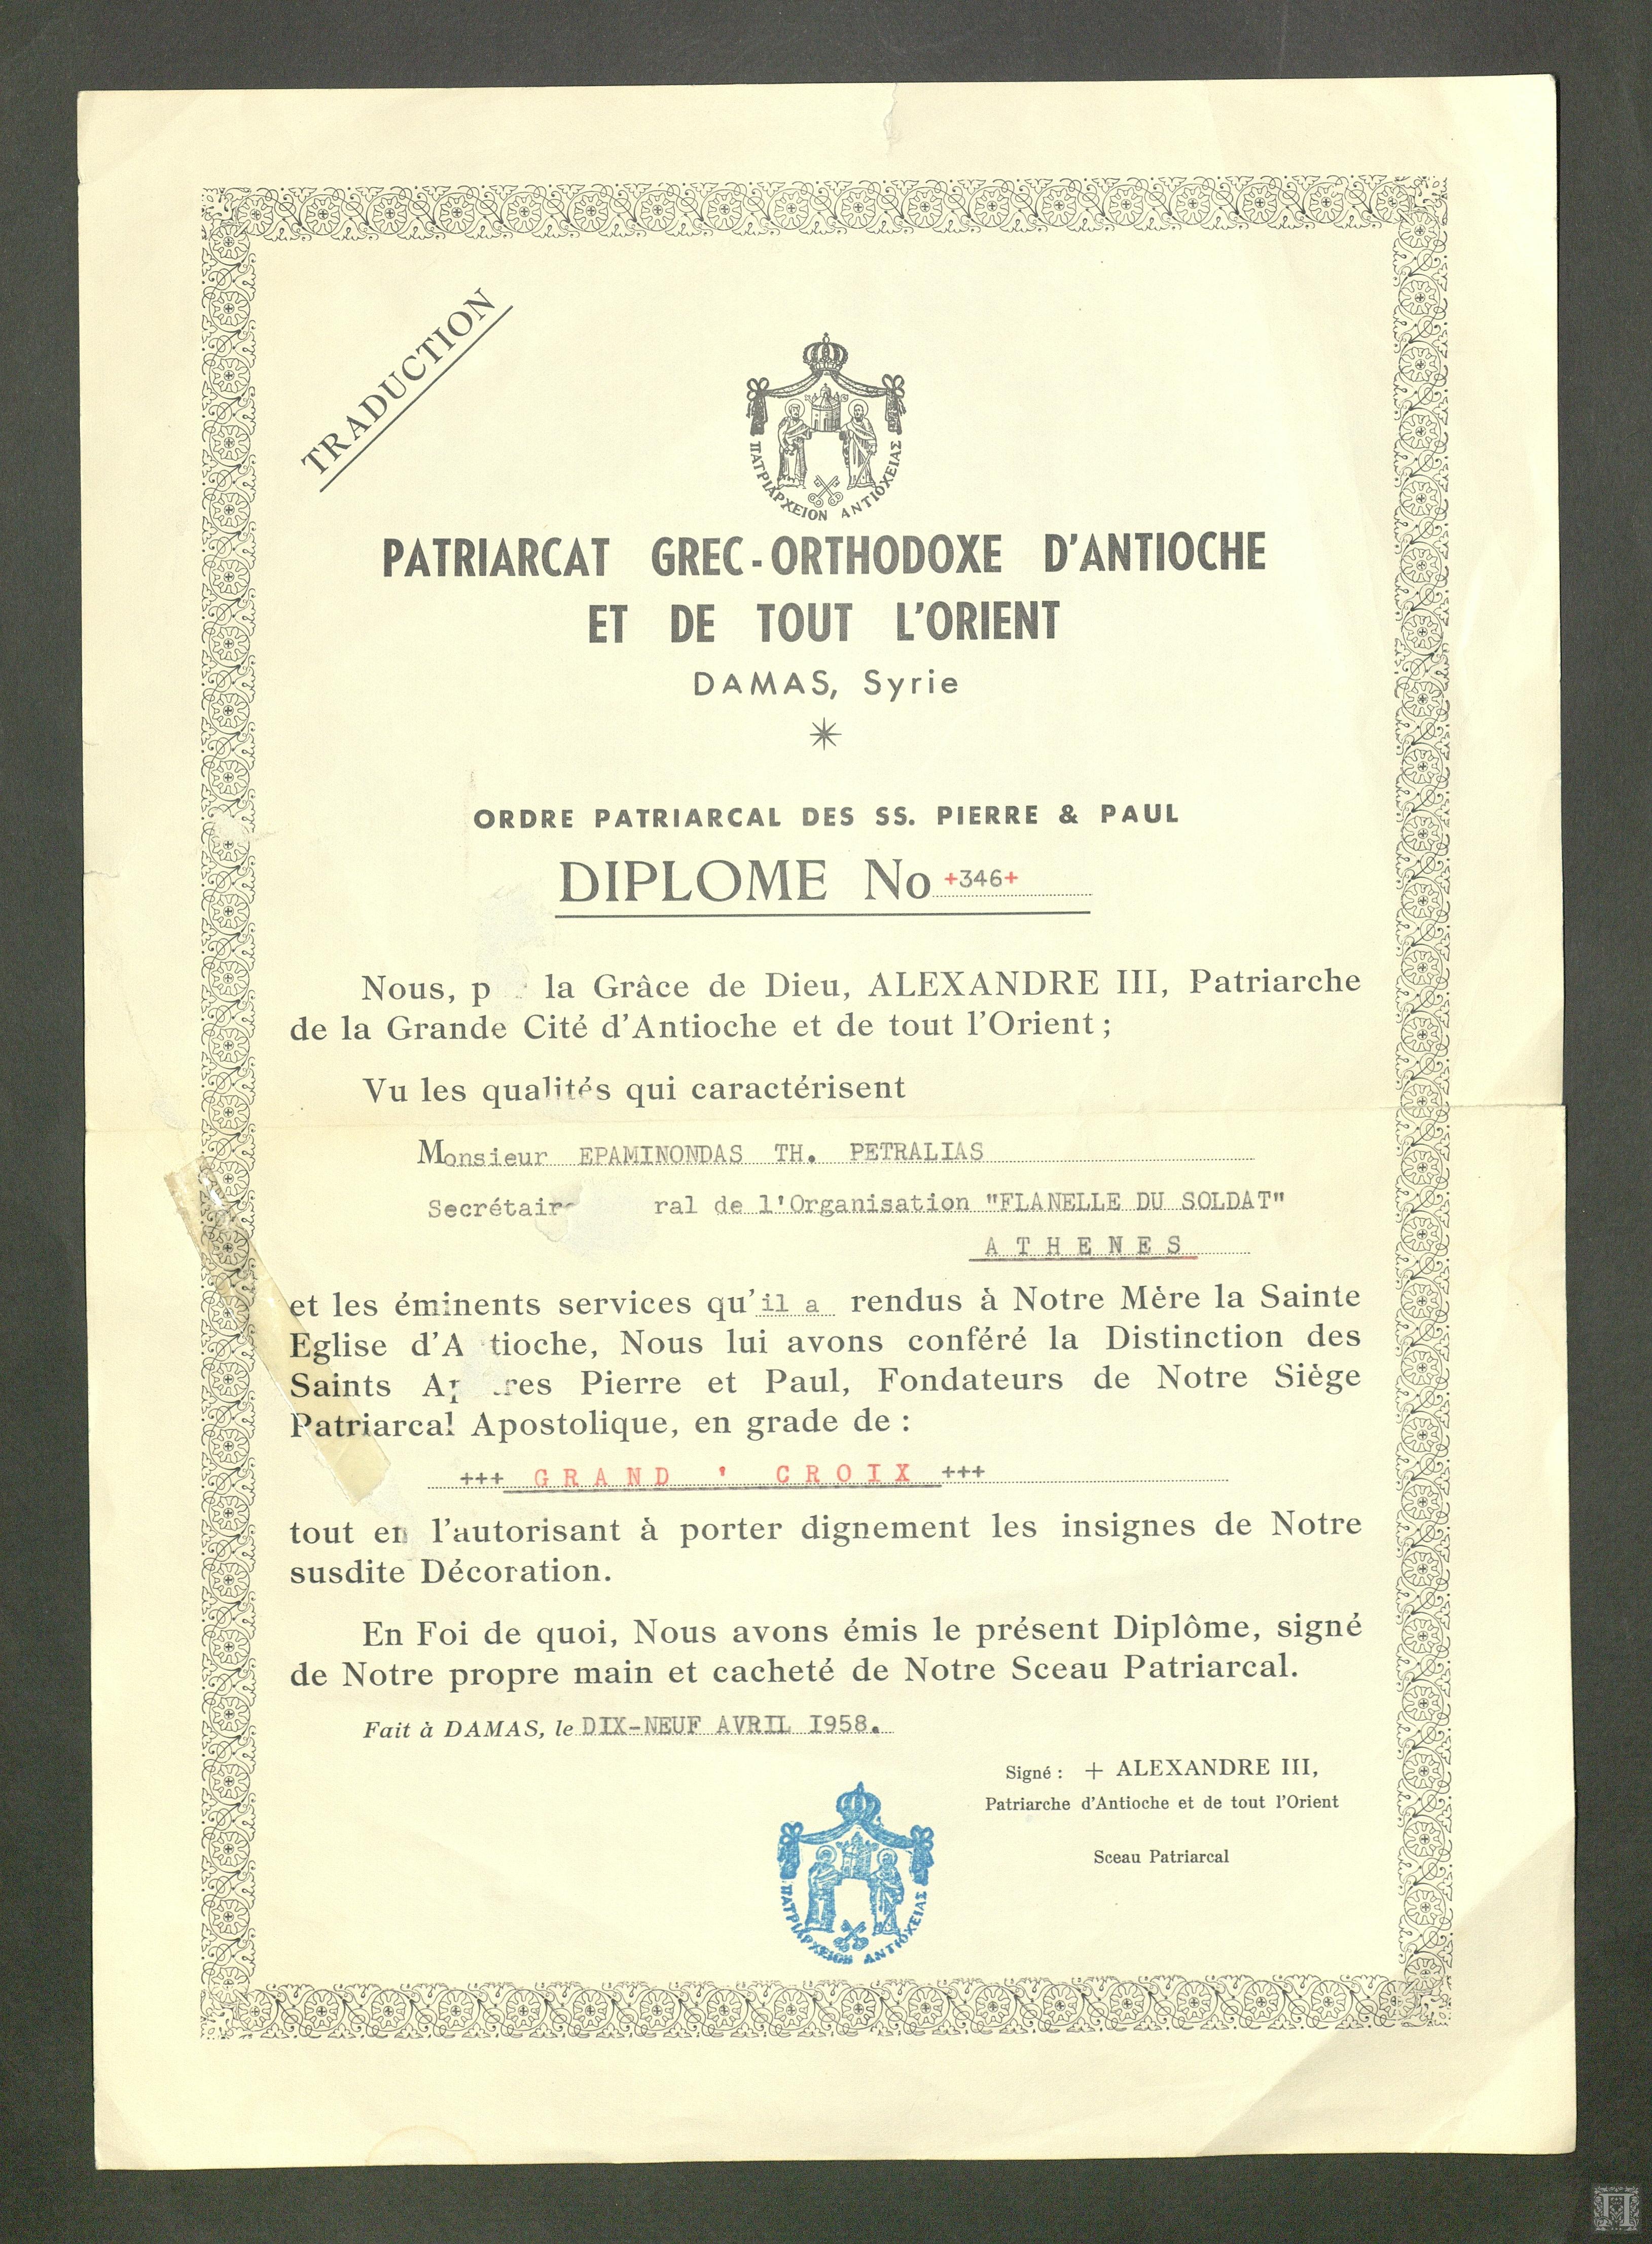 TRADUCTION
ΠΑΤΡΙΑΡΧΕΙΟΝ ΑΝΤΙΟΧΕΙΑΣ
PATRIARCAT GREC-ORTHODOXE D'ANTIOCHE
ET DE TOUT L'ORIENT
DAMAS, Syrie
ORDRE PATRIARCAL DES SS. PIERRE & PAUL
DIPLOME No +346+
Nous, la Grâce de Dieu, ALEXANDRE III, Patriarche
de la Grande Cité d'Antioche et de tout l'Orient ;
Vu les qualités qui caractérisent
Monsieur EPAMINONDAS TH. PETRALIAS
de l'Organisation "FLANELLE DU SOLDAT"
ATHENES
et les éminents services qu'il a rendus à Notre Mère la Sainte
Eglise Nous lui avons conféré la Distinction des
Saints Pierre et Paul, Fondateurs de Notre Siège
Patriarcal Apostolique, en grade de :
+++ GRAND ' CROIX +++
tout en l'autorisant à porter dignement les insignes de Notre
susdite Décoration.
En Foi de quoi, Nous avons émis le présent Diplôme, signé
de Notre propre main et cacheté de Notre Sceau Patriarcal.
Fait à DAMAS, le DIX-NEUF AVRIL 1958.
Signé : + ALEXANDRE III,
Patriarche d'Antioche et de tout l'Orient
Sceau Patriarcal
ΠΑΤΡΙΑΡΧΕΙΟΝ ΑΝΤΙΟΧΕΙΑΣ